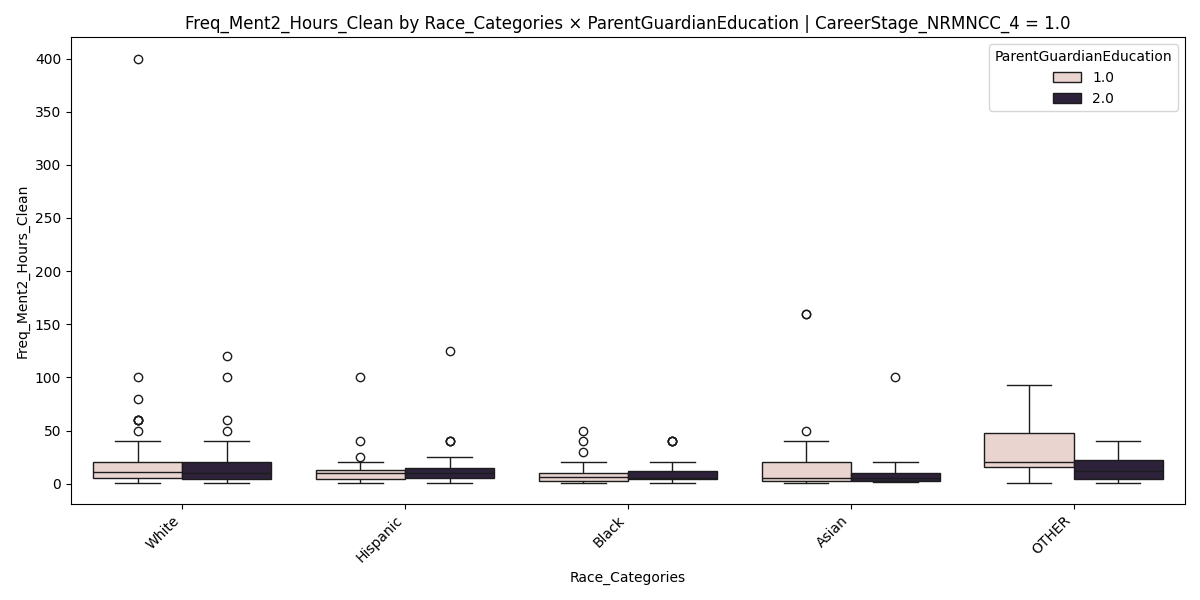 Freq_Ment2_Hours_Clean by Race_Categories × ParentGuardianEducation | CareerStage_NRMNCC_4 = 1.0
ParentGuardianEducation
1.0
2.0
Freq_Ment2_Hours_Clean
400
350
300
250
200
150
100
50
0
White
Hispanic
Black
Asian
OTHER
Race_Categories